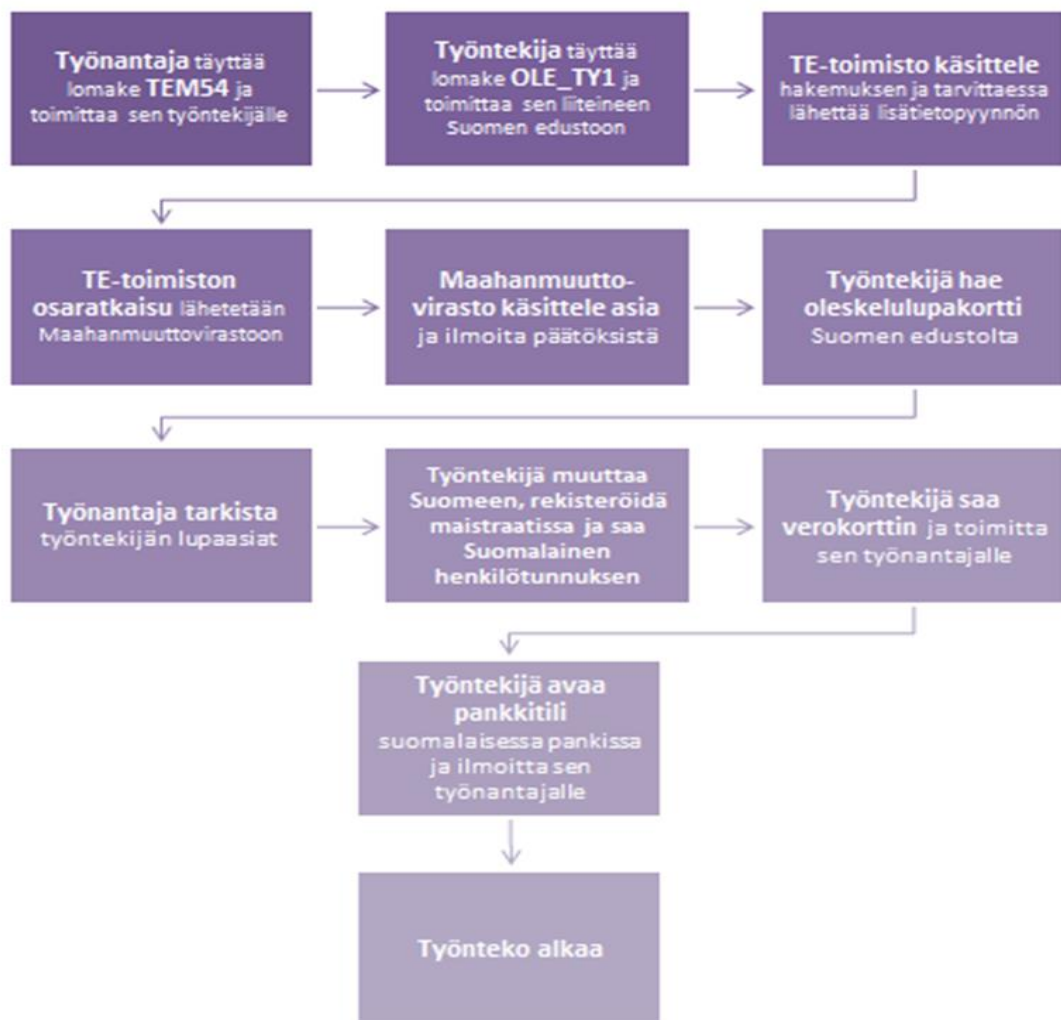 Työnantaja täyttää
lomake TEM54 ja
toimittaa sen työntekijälle
Työntekija täyttää
lomake OLE_TY1 ja
toimittaa sen liiteineen
Suomen edustoon
TE-toimisto käsittele
hakemuksen ja tarvittaessa
lähettää lisätietopyynnön
TE-toimiston
osaratkaisu lähetetään
Maahanmuuttovirastoon
Maahanmuutto-
virasto käsittele asia
ja ilmoita päätöksistä
Työntekijä hae
oleskelulupakortti
Suomen edustolta
Työnantaja tarkista
työntekijän lupaasiat
Työntekijä muuttaa
Suomeen, rekisteröidä
maistraatissa ja saa
Suomalainen
henkilötunnuksen
Työntekijä saa
verokorttin ja toimitta
sen työnantajalle
Työntekijä avaa
pankkitili
suomalaisessa pankissa
ja ilmoitta sen
työnantajalle
Työnteko alkaa